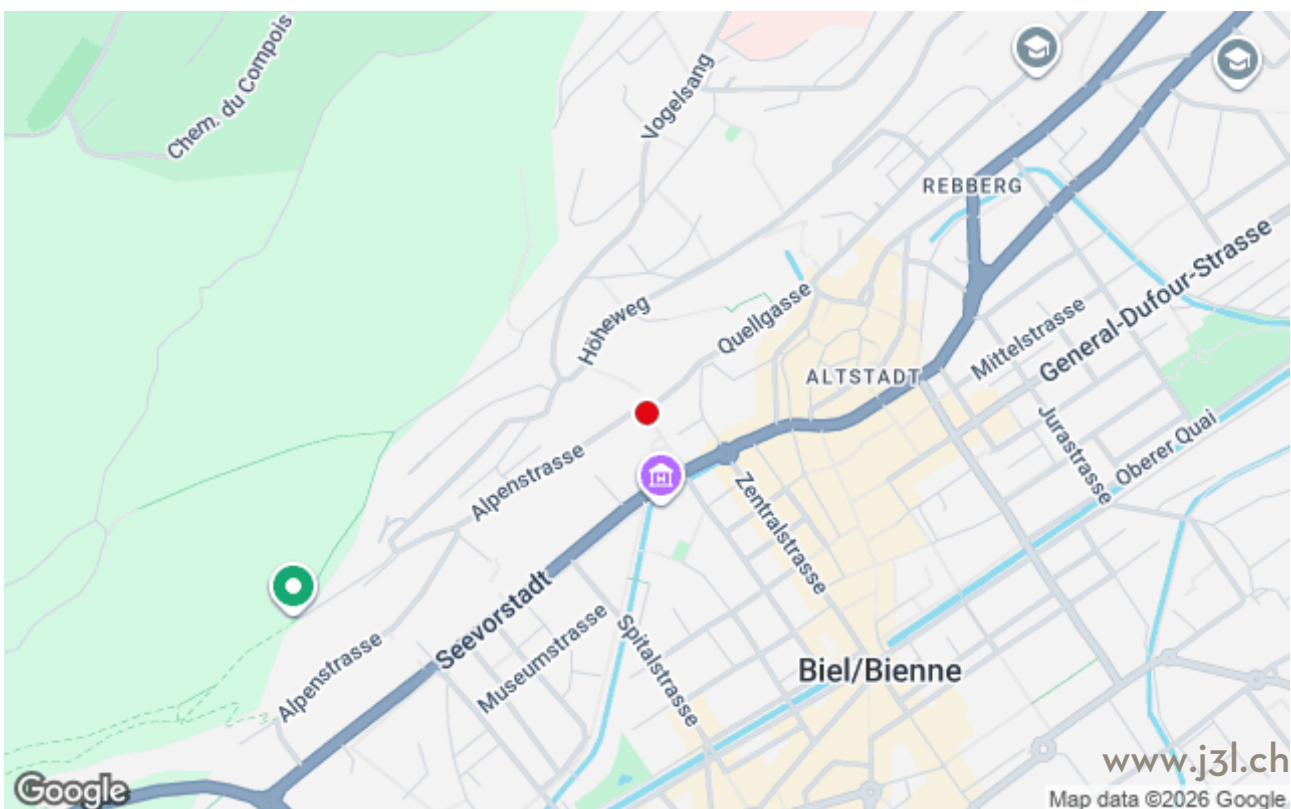 Chem. du Compois
Vogelsang
REBBERG
General-Dufour-Strasse
Höheweg
Quellgasse
Mittelstrasse
ALTSTADT
Jurastrasse
Oberer Quai
Alpenstrasse
Zentralstrasse
Seevorstadt
Museumstrasse
Spitalstrasse
Alpenstrasse
Biel/Bienne
www.j3l.ch
Google
Map data ©2026 Google